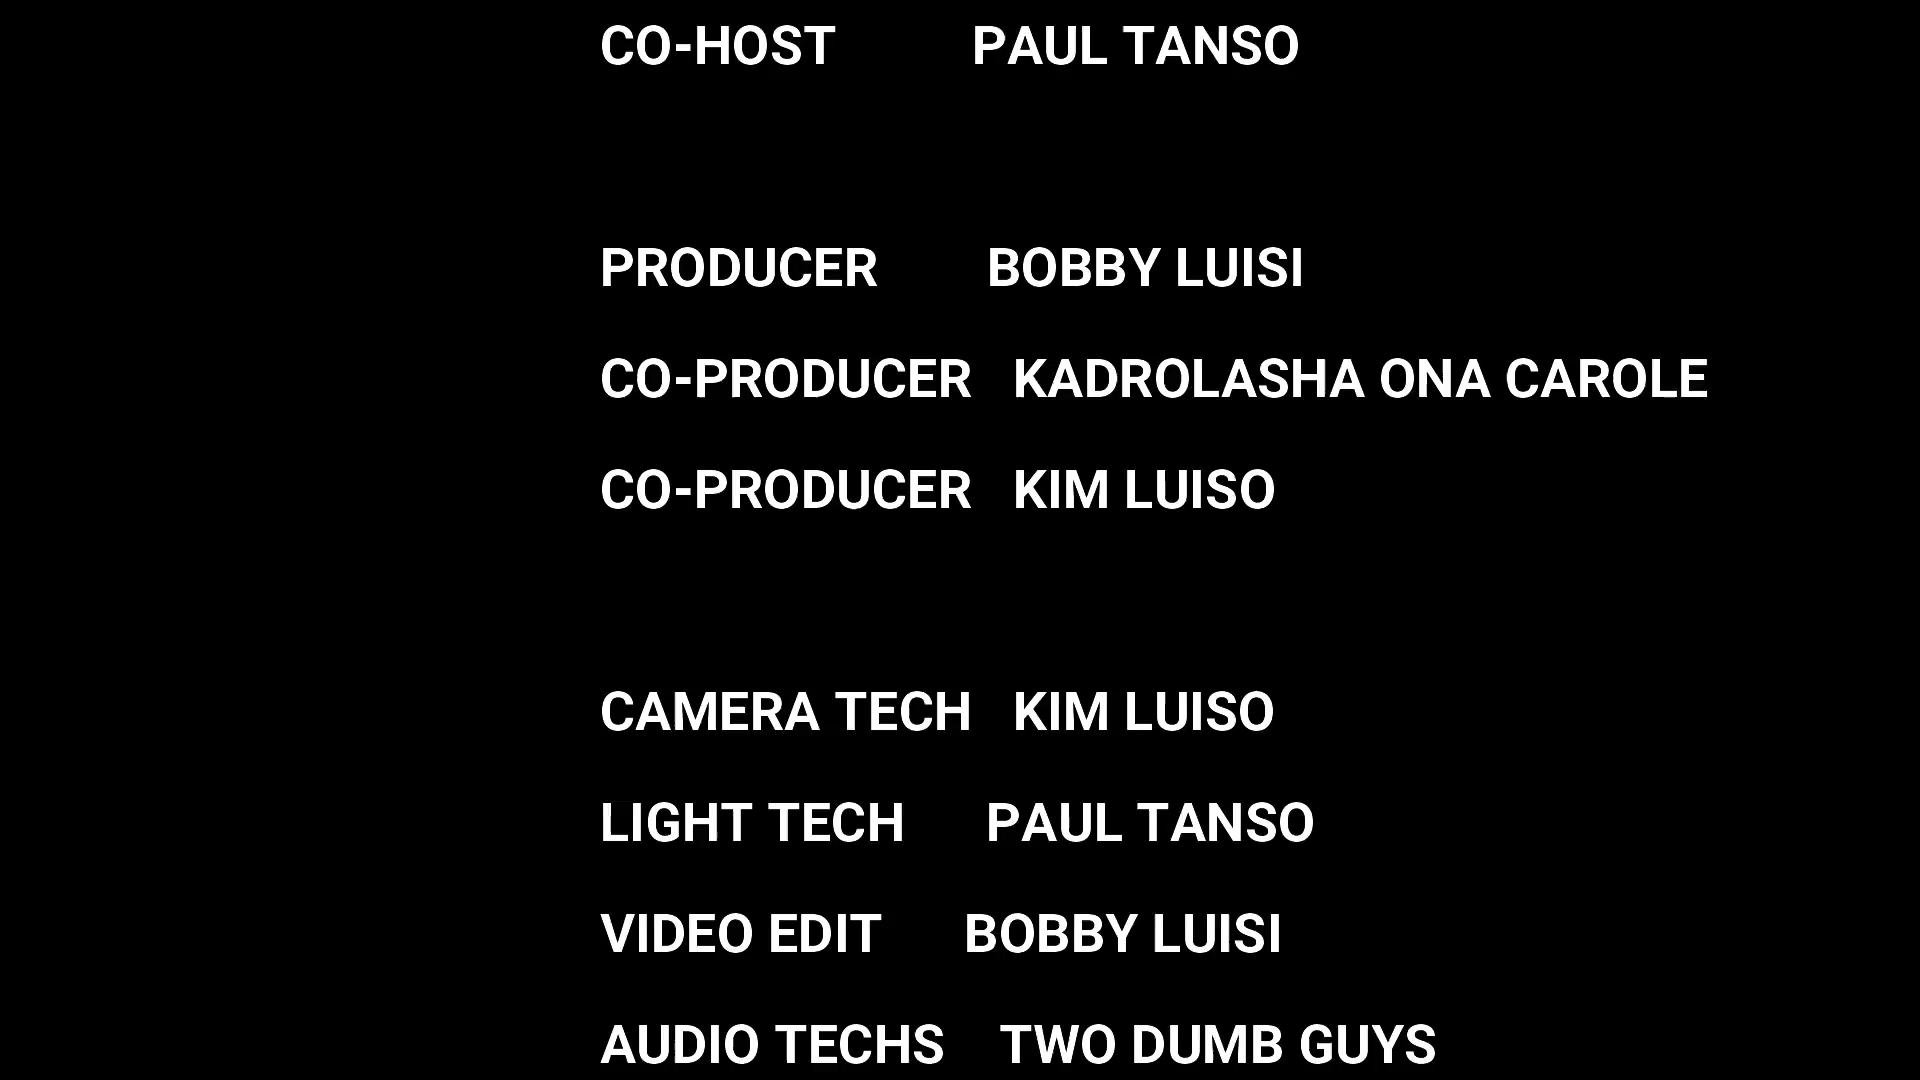 CO-HOST PAUL TANSO
PRODUCER BOBBY LUISI
CO-PRODUCER KADROLASHA ONA CAROLE
CO-PRODUCER KIM LUISO
CAMERA TECH KIM LUISO
LIGHT TECH PAUL TANSO
VIDEO EDIT BOBBY LUISI
AUDIO TECHS TWO DUMB GUYS